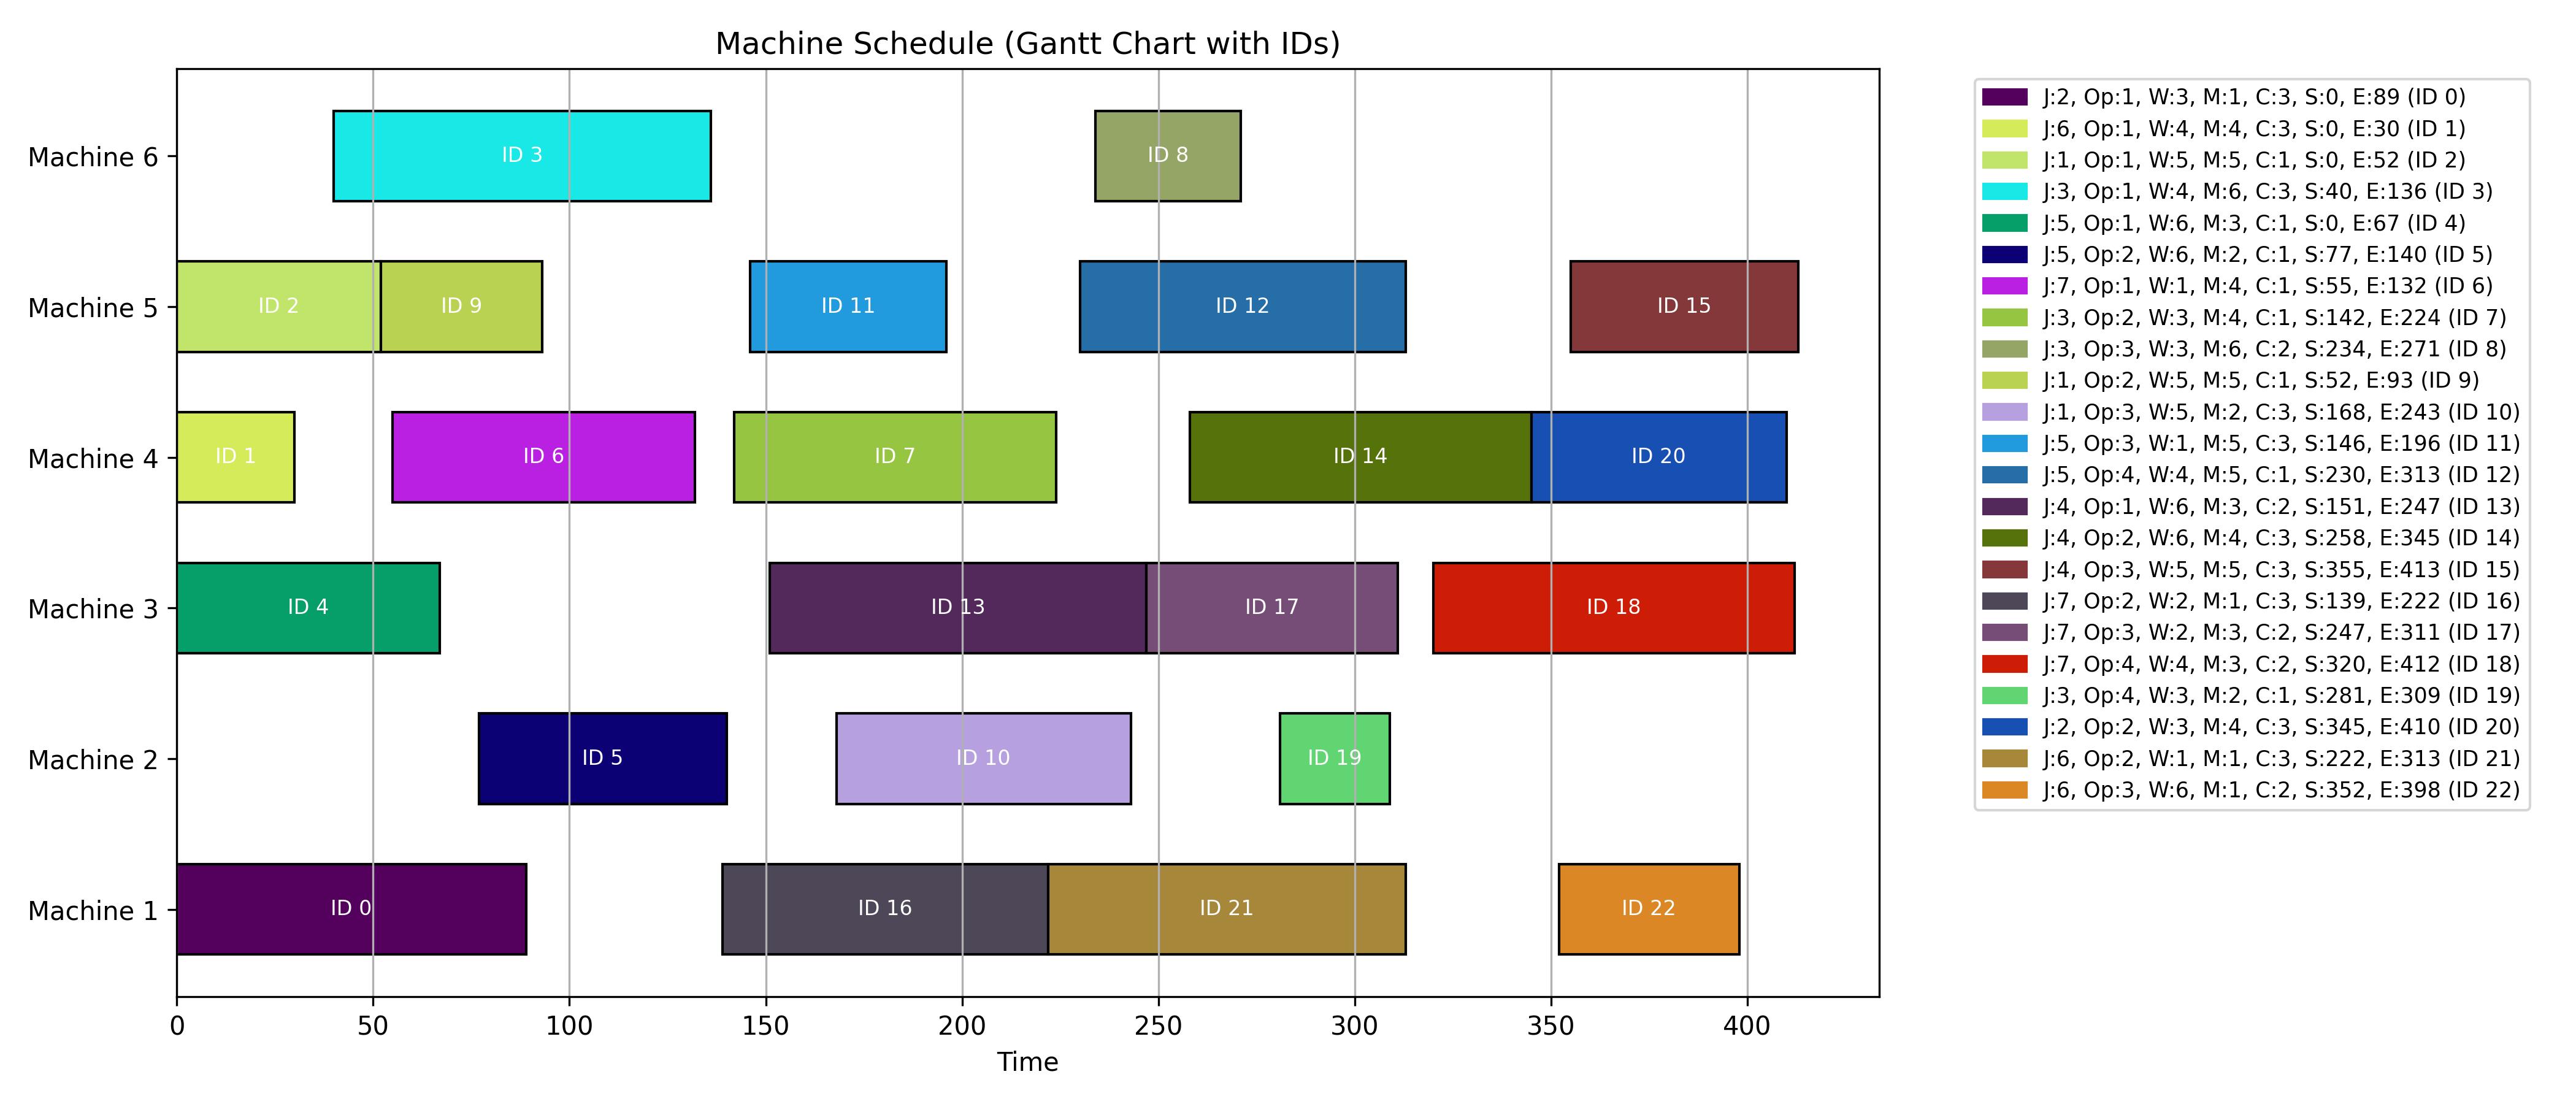 Machine Schedule (Gantt Chart with IDs)
Machine 6
ID 3
ID 8
Machine 5
ID 2
ID 9
ID 11
ID 12
ID 15
Machine 4
ID 1
ID 6
ID 7
ID 14
ID 20
Machine 3
ID 4
ID 13
ID 17
ID 18
Machine 2
ID 5
ID 10
ID 19
Machine 1
ID 0
ID 16
ID 21
ID 22
0 50 100 150 200 250 300 350 400
Time
J:2, Op:1, W:3, M:1, C:3, S:0, E:89 (ID 0)
J:6, Op:1, W:4, M:4, C:3, S:0, E:30 (ID 1)
J:1, Op:1, W:5, M:5, C:1, S:0, E:52 (ID 2)
J:3, Op:1, W:4, M:6, C:3, S:40, E:136 (ID 3)
J:5, Op:1, W:6, M:3, C:1, S:0, E:67 (ID 4)
J:5, Op:2, W:6, M:2, C:1, S:77, E:140 (ID 5)
J:7, Op:1, W:1, M:4, C:1, S:55, E:132 (ID 6)
J:3, Op:2, W:3, M:4, C:1, S:142, E:224 (ID 7)
J:3, Op:3, W:3, M:6, C:2, S:234, E:271 (ID 8)
J:1, Op:2, W:5, M:5, C:1, S:52, E:93 (ID 9)
J:1, Op:3, W:5, M:2, C:3, S:168, E:243 (ID 10)
J:5, Op:3, W:1, M:5, C:3, S:146, E:196 (ID 11)
J:5, Op:4, W:4, M:5, C:1, S:230, E:313 (ID 12)
J:4, Op:1, W:6, M:3, C:2, S:151, E:247 (ID 13)
J:4, Op:2, W:6, M:4, C:3, S:258, E:345 (ID 14)
J:4, Op:3, W:5, M:5, C:3, S:355, E:413 (ID 15)
J:7, Op:2, W:2, M:1, C:3, S:139, E:222 (ID 16)
J:7, Op:3, W:2, M:3, C:2, S:247, E:311 (ID 17)
J:7, Op:4, W:4, M:3, C:2, S:320, E:412 (ID 18)
J:3, Op:4, W:3, M:2, C:1, S:281, E:309 (ID 19)
J:2, Op:2, W:3, M:4, C:3, S:345, E:410 (ID 20)
J:6, Op:2, W:1, M:1, C:3, S:222, E:313 (ID 21)
J:6, Op:3, W:6, M:1, C:2, S:352, E:398 (ID 22)